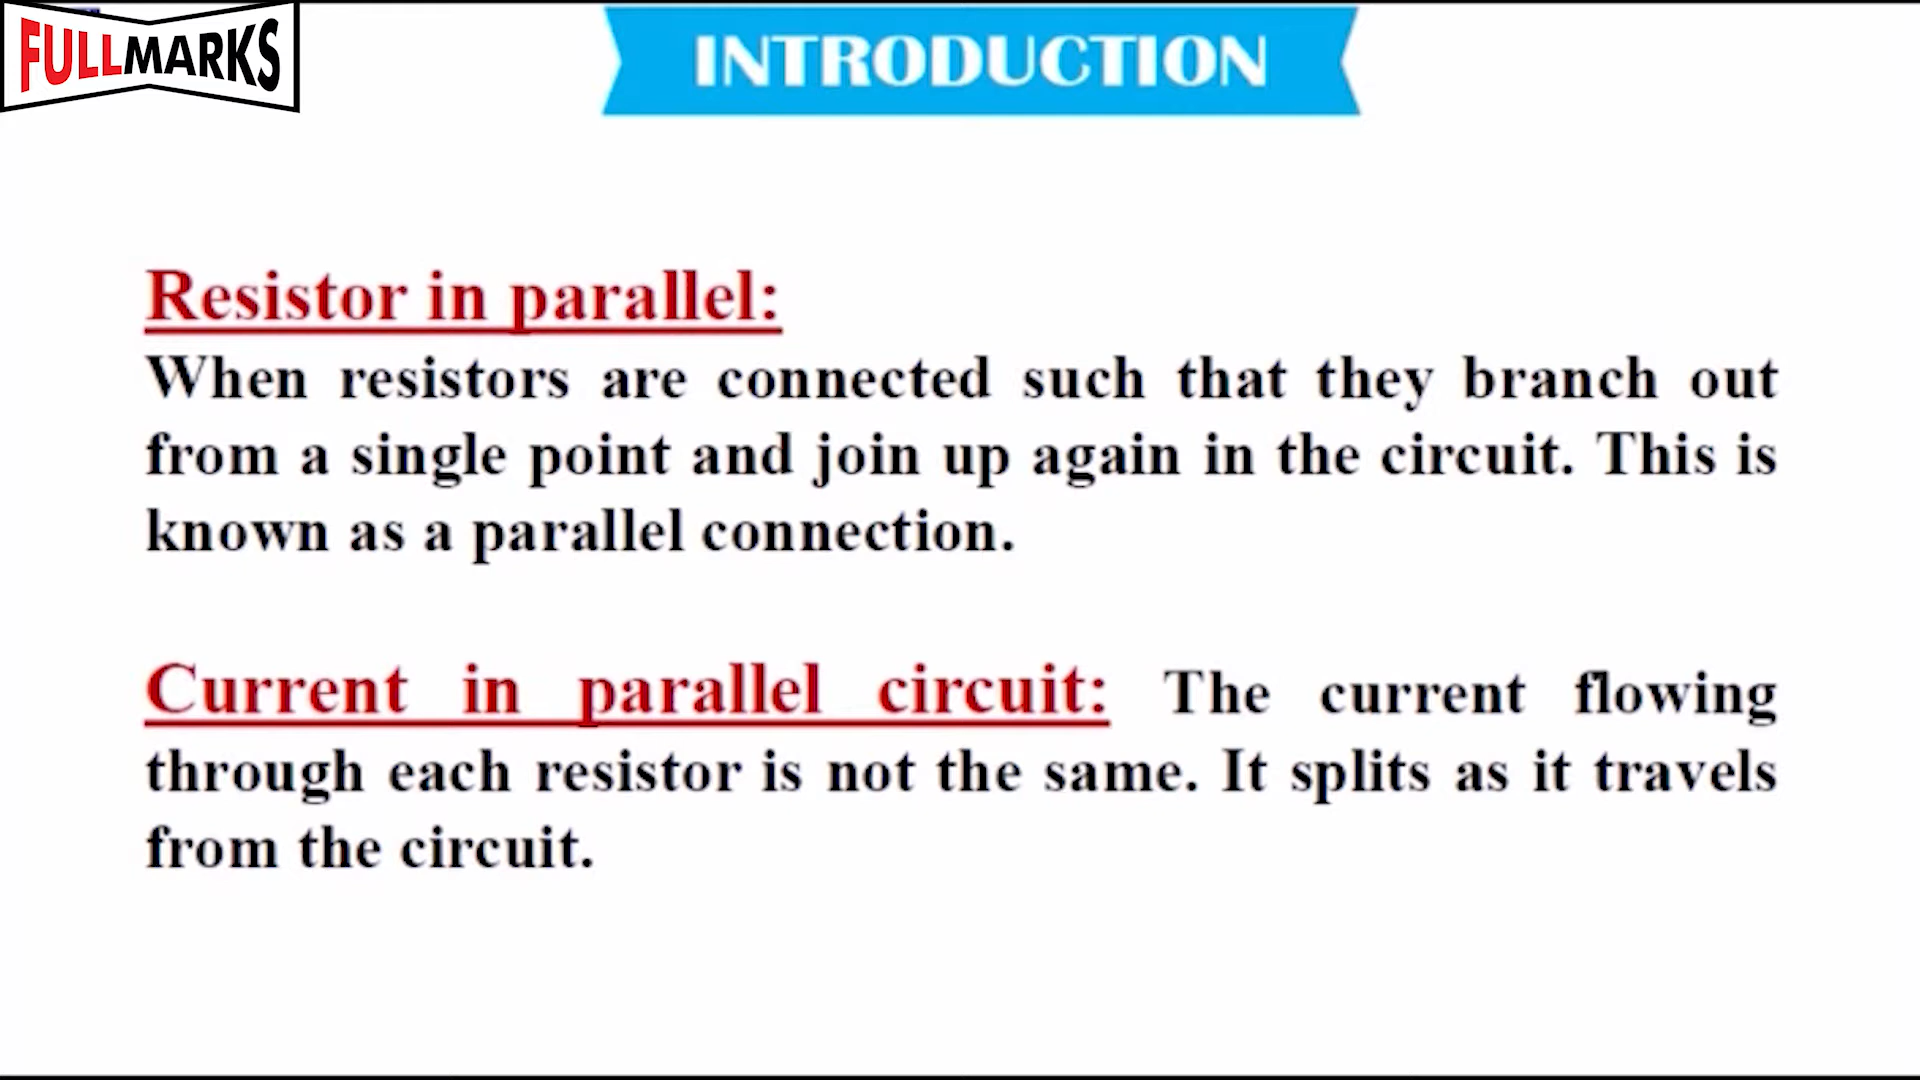 FULLMARKS
INTRODUCTION
Resistor in parallel:
When resistors are connected such that they branch out
from a single point and join up again in the circuit. This is
known as a parallel connection.
Current in parallel circuit: The current flowing
through each resistor is not the same. It splits as it travels
from the circuit.